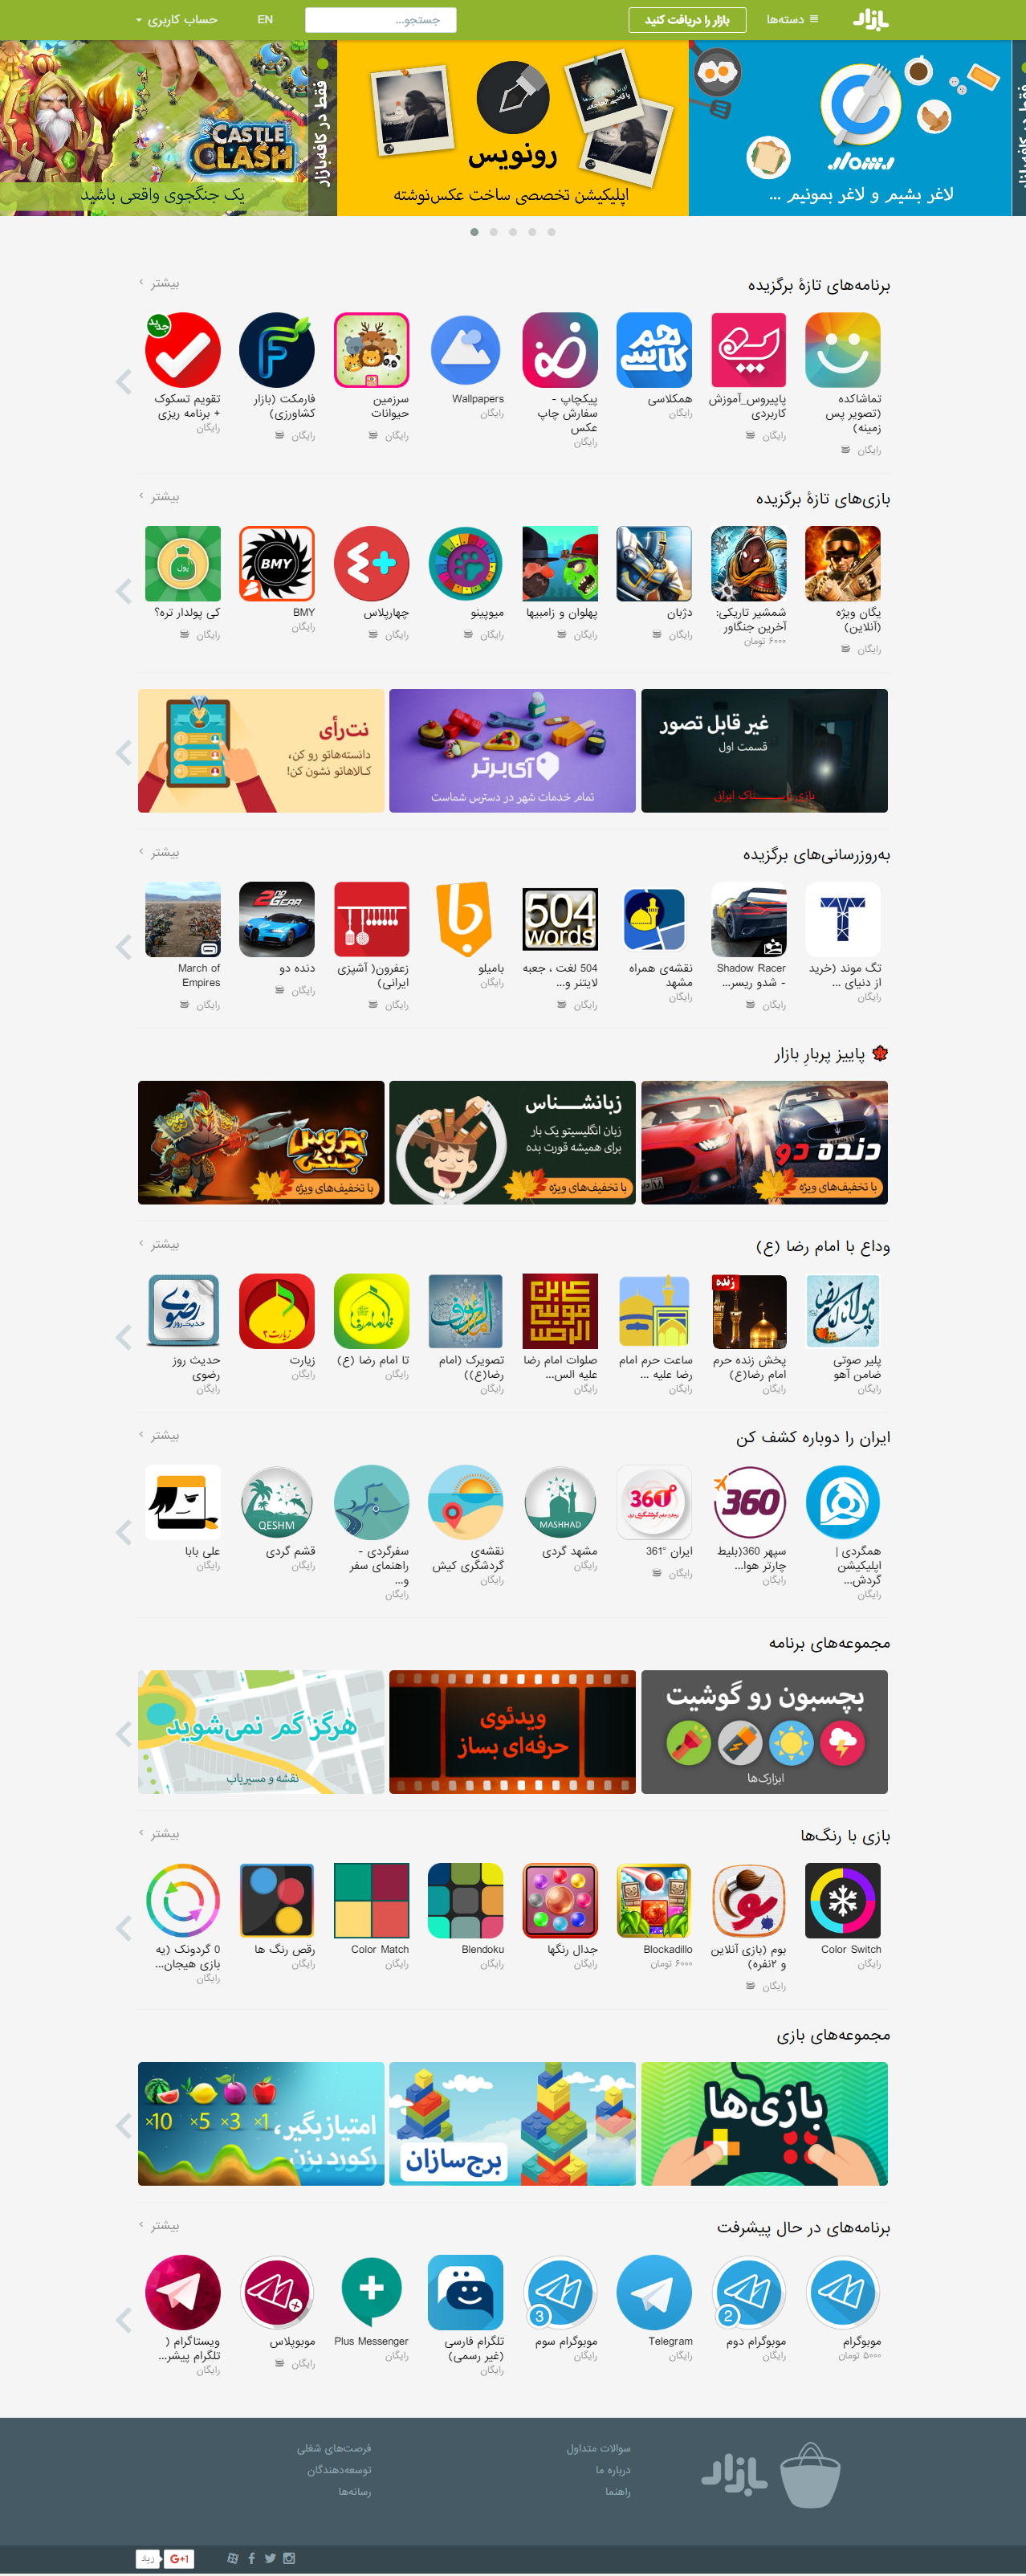 بازار
دسته‌ها
بازار را دریافت کنید
جستجو...
EN
حساب کاربری
فقط در کافه‌بازار
لاغر بشیم و لاغر بمونیم ...
رونویس
اپلیکیشن تخصصی ساخت عکس‌نوشته
فقط در کافه‌بازار
CASTLE CLASH
یک جنگجوی واقعی باشید
برنامه‌های تازهٔ برگزیده
بیشتر
تماشاکده (تصویر پس زمینه)
رایگان
پاپیروس_آموزش کاربردی
رایگان
همکلاسی
رایگان
پیکچاپ - سفارش چاپ عکس
رایگان
Wallpapers
رایگان
سرزمین حیوانات
رایگان
فارمکت (بازار کشاورزی)
رایگان
تقویم تسکوک + برنامه ریزی
رایگان
بازی‌های تازهٔ برگزیده
بیشتر
یگان ویژه (آنلاین)
رایگان
شمشیر تاریکی: آخرین جنگاور
۶۰۰۰ تومان
دژبان
رایگان
پهلوان و زامبیها
رایگان
میوپینو
رایگان
چهارپلاس
رایگان
BMY
رایگان
کی پولدار تره؟
رایگان
غیر قابل تصور
قسمت اول
آی‌برتر
تمام خدمات شهر در دسترس شماست
نت‌رأی
دانسته‌هاتو رو کن،
کـالاهاتو نشون کن!
به‌روزرسانی‌های برگزیده
بیشتر
تگ موند (خرید از دنیای ...
رایگان
Shadow Racer - شدو ریسر...
رایگان
نقشه‌ی همراه مشهد
رایگان
504 words
504 لغت ، جعبه لایتنر و...
رایگان
بامیلو
رایگان
زعفرون( آشپزی ایرانی)
رایگان
دنده دو
رایگان
March of Empires
رایگان
پاییز پربارِ بازار
دنده دو
با تخفیف‌های ویژه
زبانشــناس
زبان انگلیسیتو یک بار
برای همیشه قورت بده
با تخفیف‌های ویژه
خروس جنگی
با تخفیف‌های ویژه
وداع با امام رضا (ع)
بیشتر
پلیر صوتی ضامن آهو
رایگان
زنده
پخش زنده حرم امام رضا(ع)
رایگان
ساعت حرم امام رضا علیه ...
رایگان
صلوات امام رضا علیه الس...
رایگان
تصویرک (امام رضا(ع))
رایگان
تا امام رضا (ع)
رایگان
زیارت
رایگان
حدیث روز رضوی
رایگان
ایران را دوباره کشف کن
بیشتر
همگردی | اپلیکیشن گردش...
رایگان
360
سپهر 360(بلیط چارتر هوا...
رایگان
ایران °361
رایگان
MASHHAD
مشهد گردی
رایگان
نقشه‌ی گردشگری کیش
رایگان
سفرگردی - راهنمای سفر و...
رایگان
QESHM
قشم گردی
رایگان
علی بابا
رایگان
مجموعه‌های برنامه
بچسبون رو گوشیت
ابزارک‌ها
ویدئوی
حرفه‌ای بساز
هرگز گم نمی‌شوید
نقشه و مسیریاب
بازی با رنگ‌ها
بیشتر
Color Switch
رایگان
بوم (بازی آنلاین و ۲نفره)
رایگان
Blockadillo
۶۰۰۰ تومان
جدال رنگها
رایگان
Blendoku
رایگان
Color Match
رایگان
رقص رنگ ها
رایگان
0 گردونک (یه بازی هیجان...
رایگان
مجموعه‌های بازی
بازی‌ها
برج‌سازان
×10 ×5 ×3 ×1
امتیاز بگیر،
رکورد بزن
برنامه‌های در حال پیشرفت
بیشتر
موبوگرام
۵۰۰۰ تومان
موبوگرام دوم
رایگان
Telegram
رایگان
موبوگرام سوم
رایگان
تلگرام فارسی (غیر رسمی)
رایگان
Plus Messenger
رایگان
موبوپلاس
رایگان
ویستاگرام ( تلگرام پیشر...
رایگان
بازار
سوالات متداول
درباره ما
راهنما
فرصت‌های شغلی
توسعه‌دهندگان
رسانه‌ها
G+1